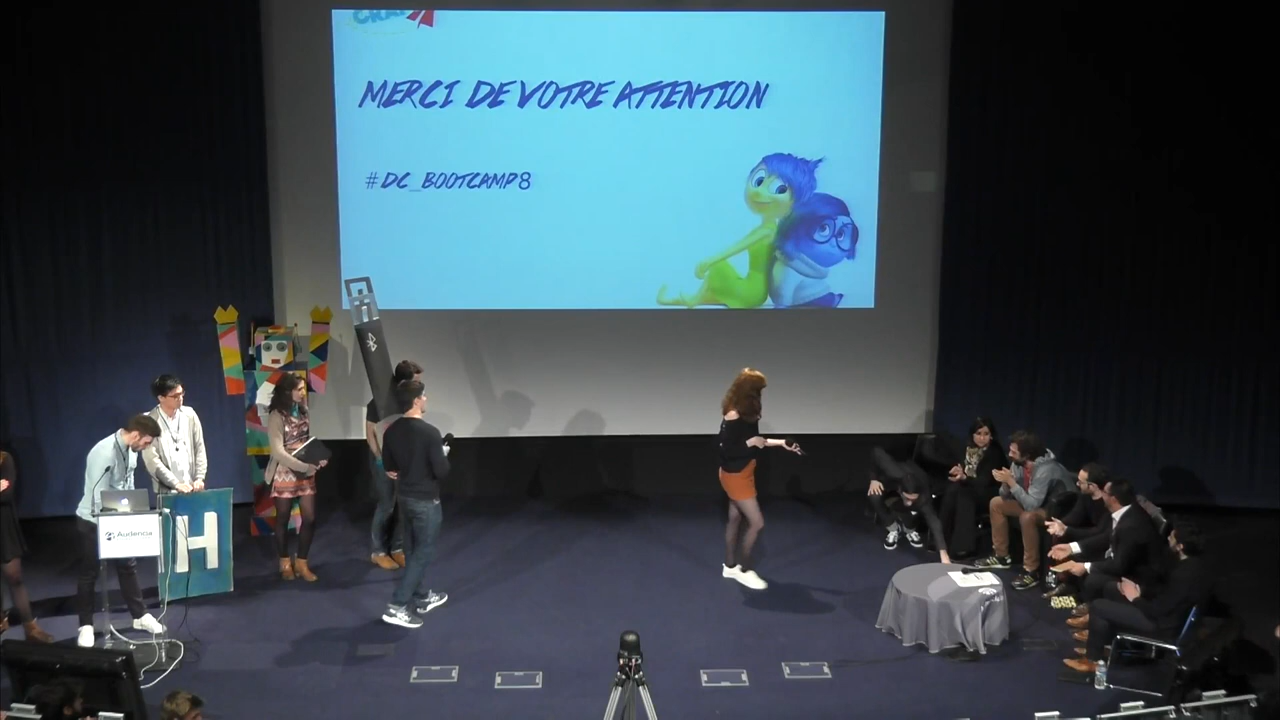 MERCI DE VOTRE ATTENTION
#DC_BOOTCAMP8
Audencia
H